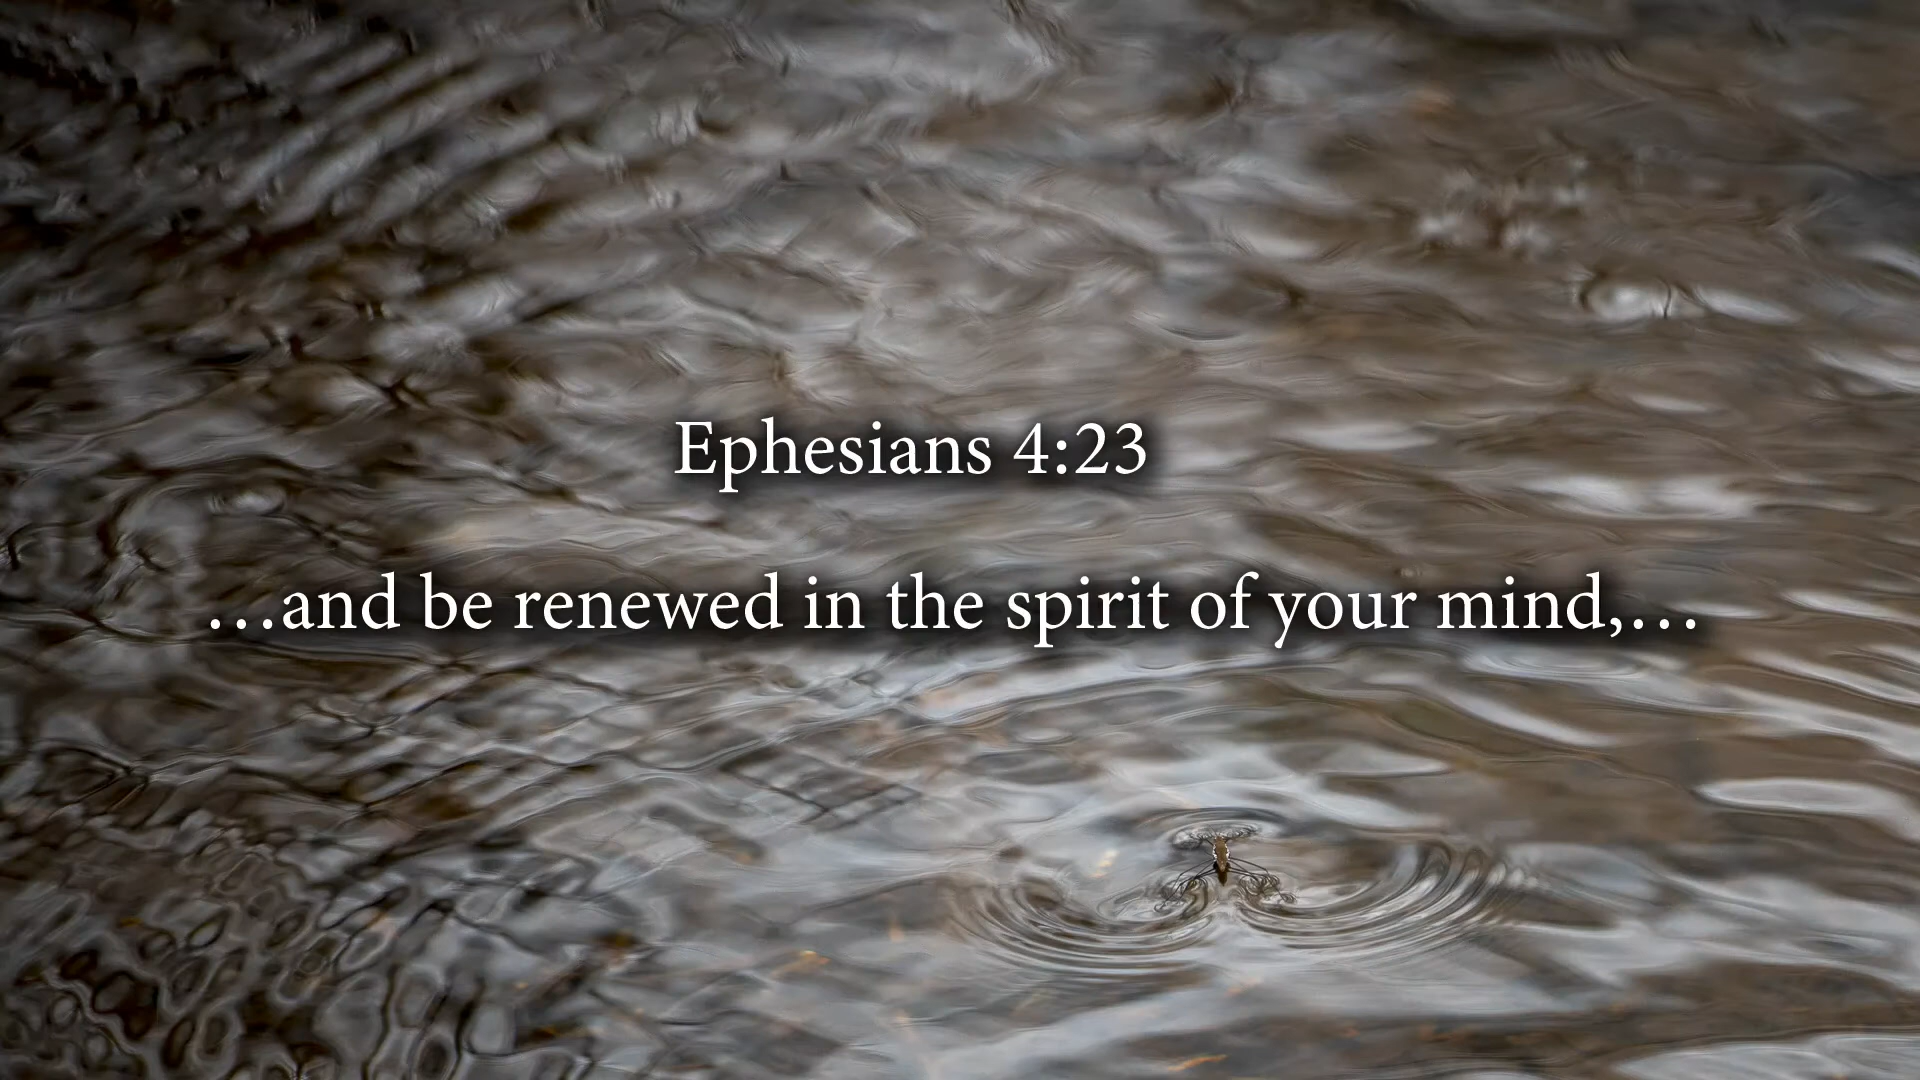 Ephesians 4:23
…and be renewed in the spirit of your mind,…